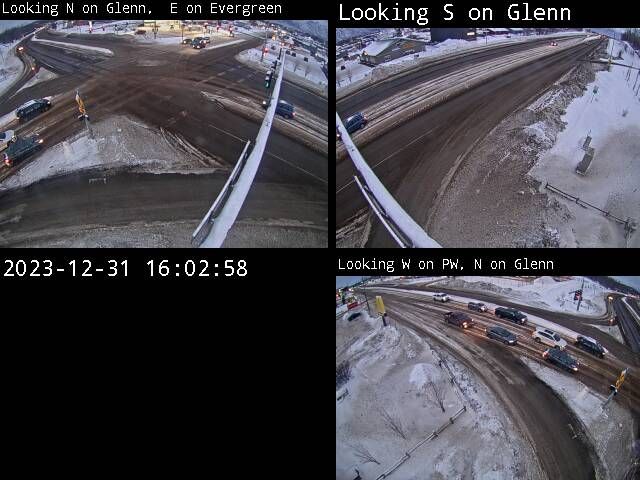 Looking N on Glenn, E on Evergreen
Looking S on Glenn
2023-12-31 16:02:58
Looking W on PW, N on Glenn